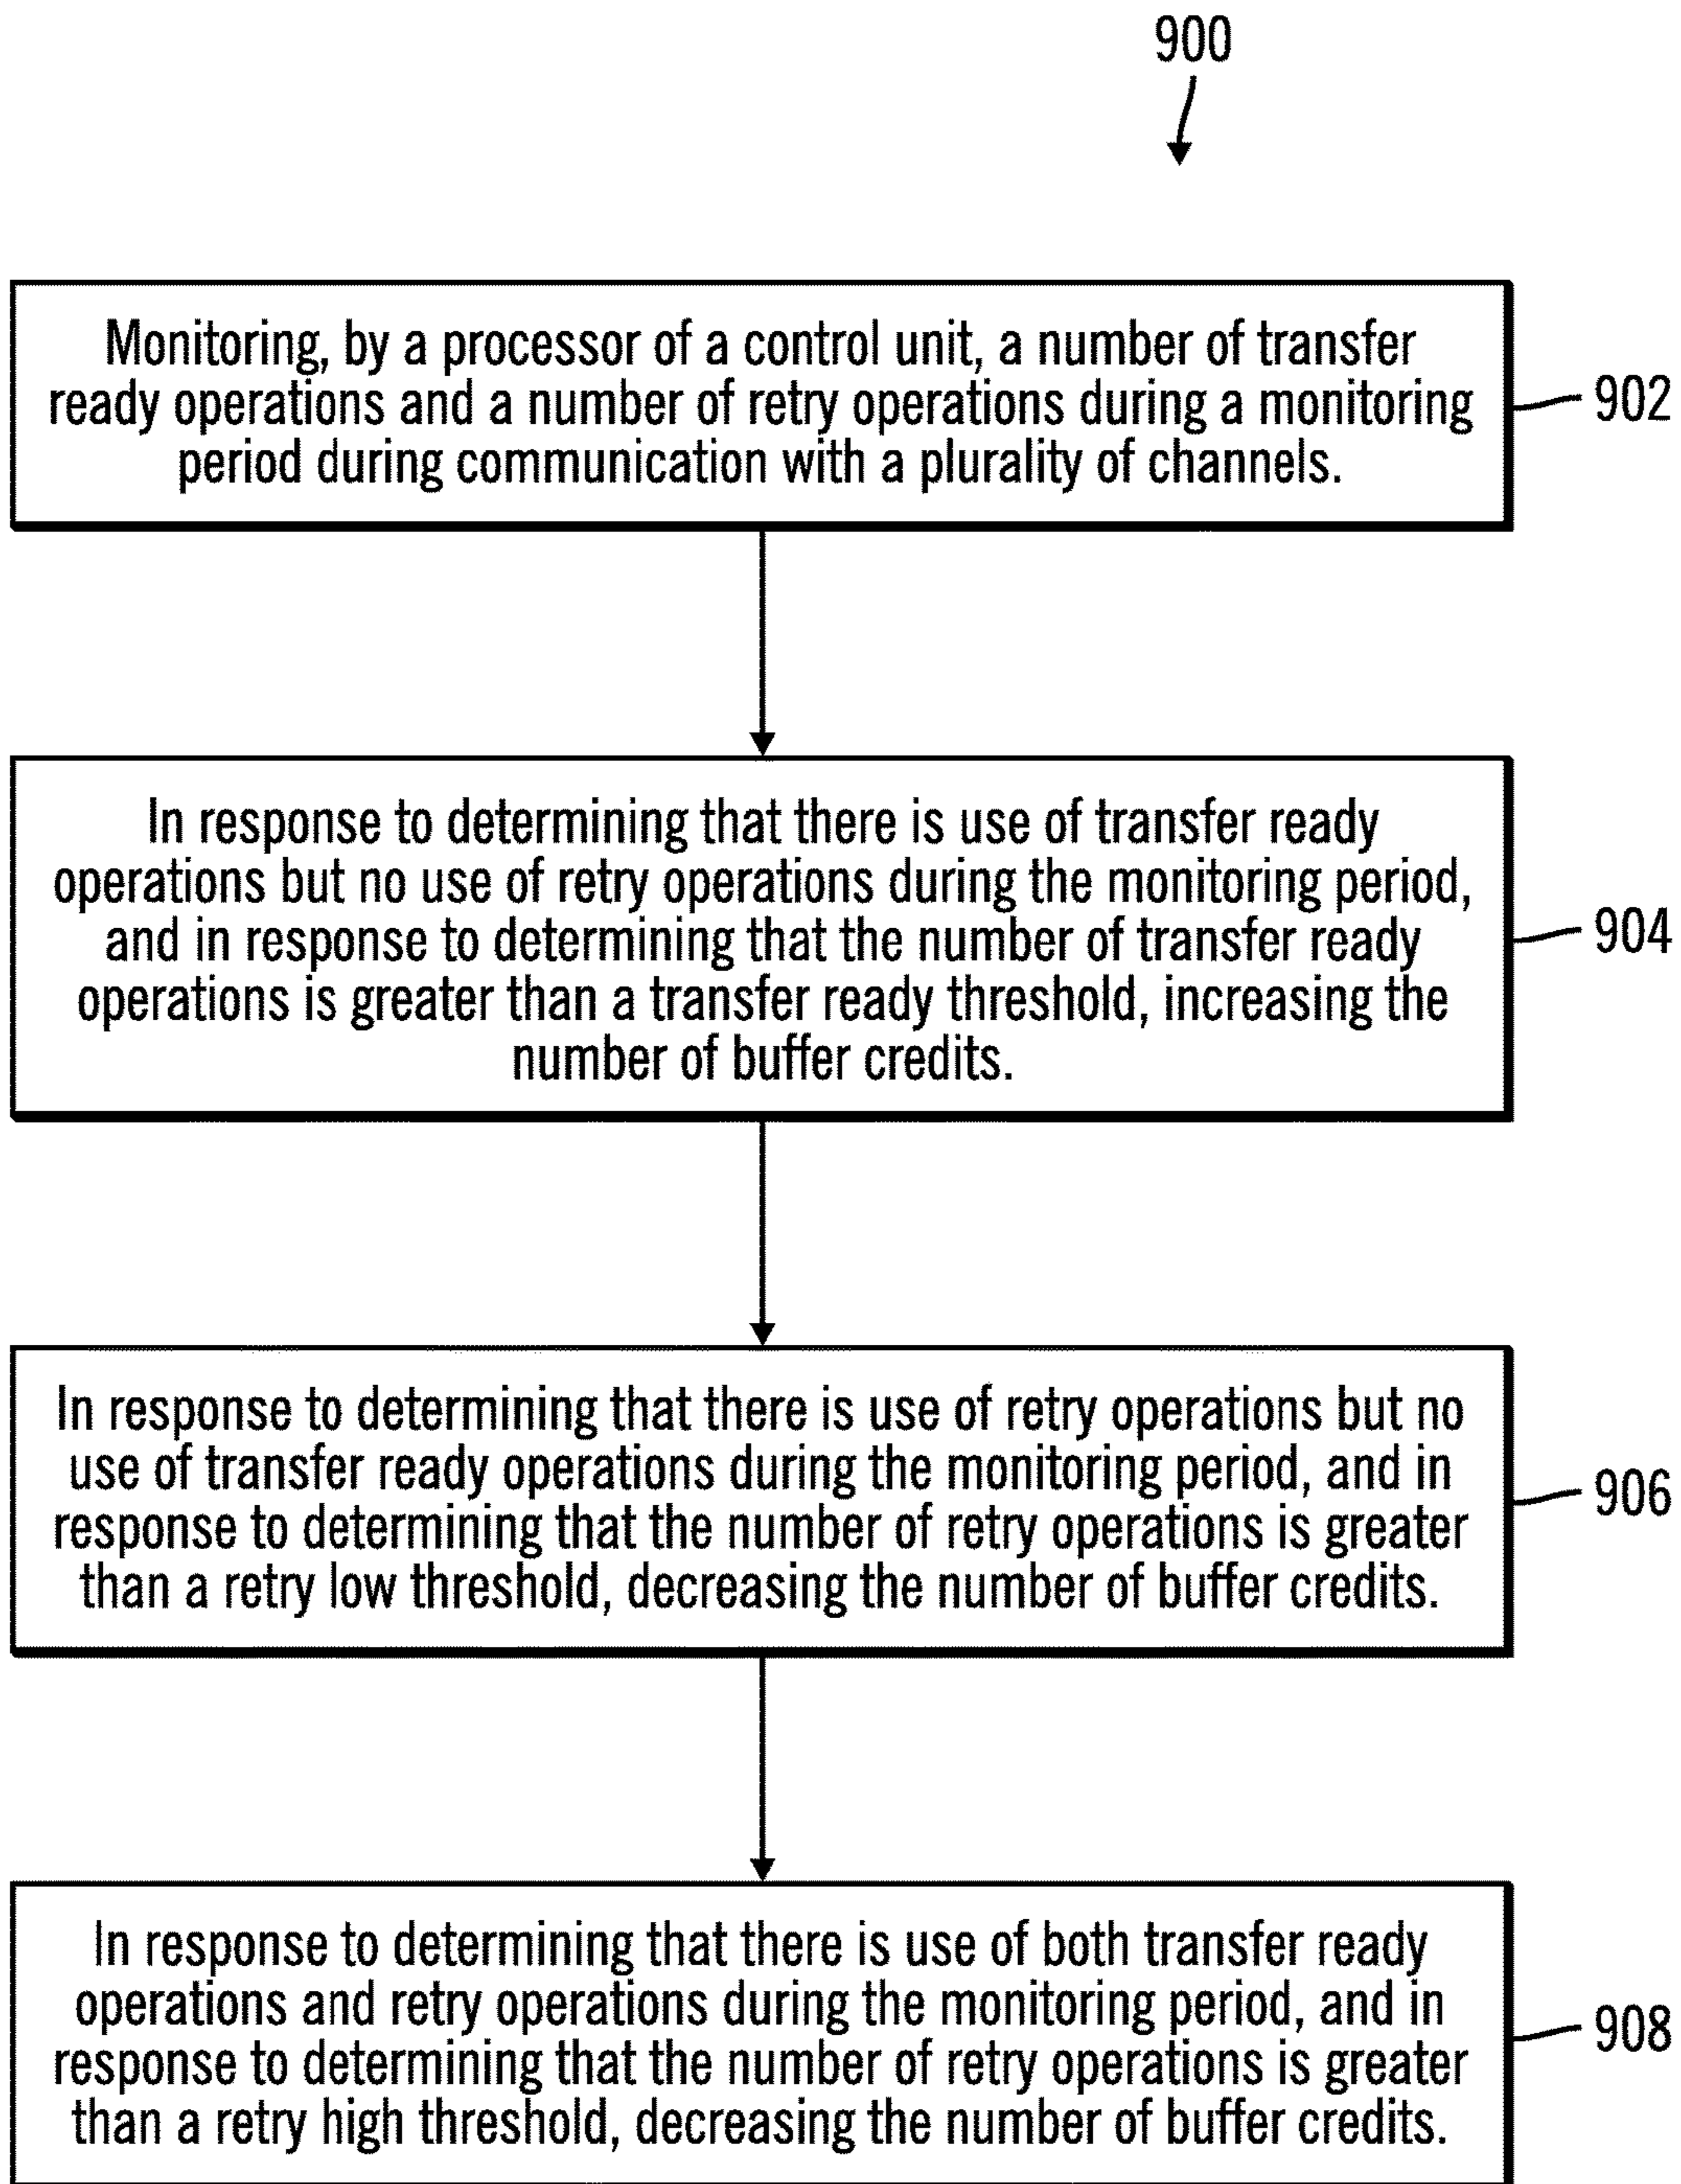 900
Monitoring, by a processor of a control unit, a number of transfer
ready operations and a number of retry operations during a monitoring
period during communication with a plurality of channels.
902
In response to determining that there is use of transfer ready
operations but no use of retry operations during the monitoring period,
and in response to determining that the number of transfer ready
operations is greater than a transfer ready threshold, increasing the
number of buffer credits.
904
In response to determining that there is use of retry operations but no
use of transfer ready operations during the monitoring period, and in
response to determining that the number of retry operations is greater
than a retry low threshold, decreasing the number of buffer credits.
906
In response to determining that there is use of both transfer ready
operations and retry operations during the monitoring period, and in
response to determining that the number of retry operations is greater
than a retry high threshold, decreasing the number of buffer credits.
908